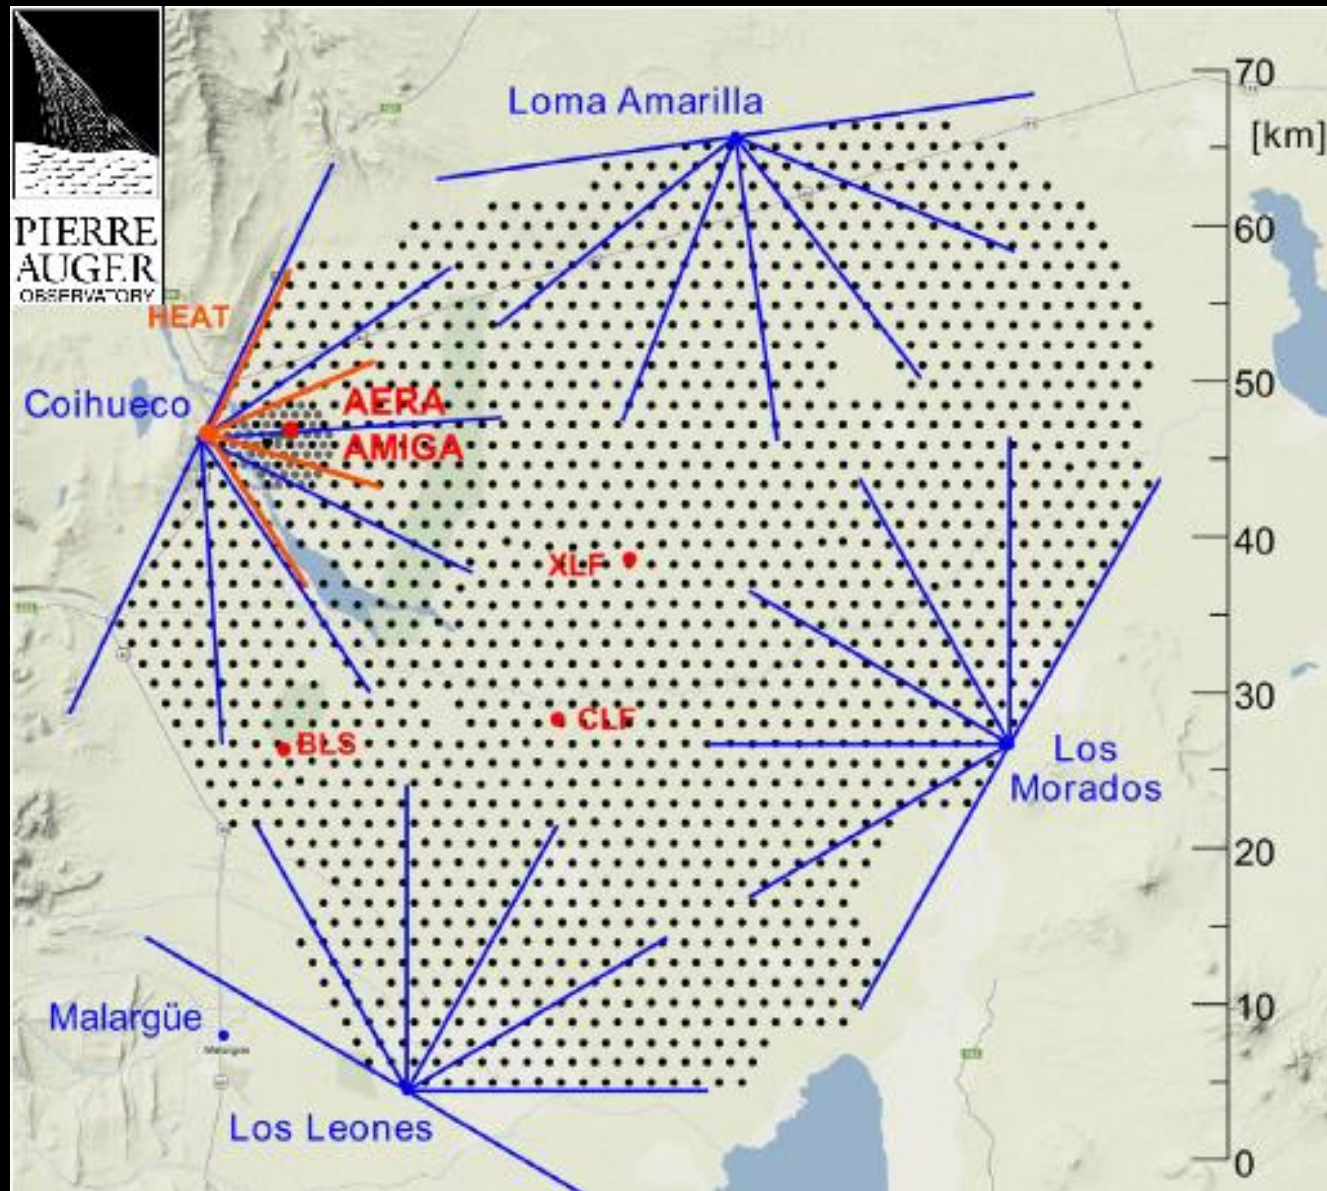 PIERRE
AUGER
OBSERVATORY
Loma Amarilla
70
[km]
60
HEAT
50
Coihueco
AERA
AMIGA
40
XLF
30
CLF
BLS
Los
Morados
20
10
Malargüe
Malargüe
Los Leones
0